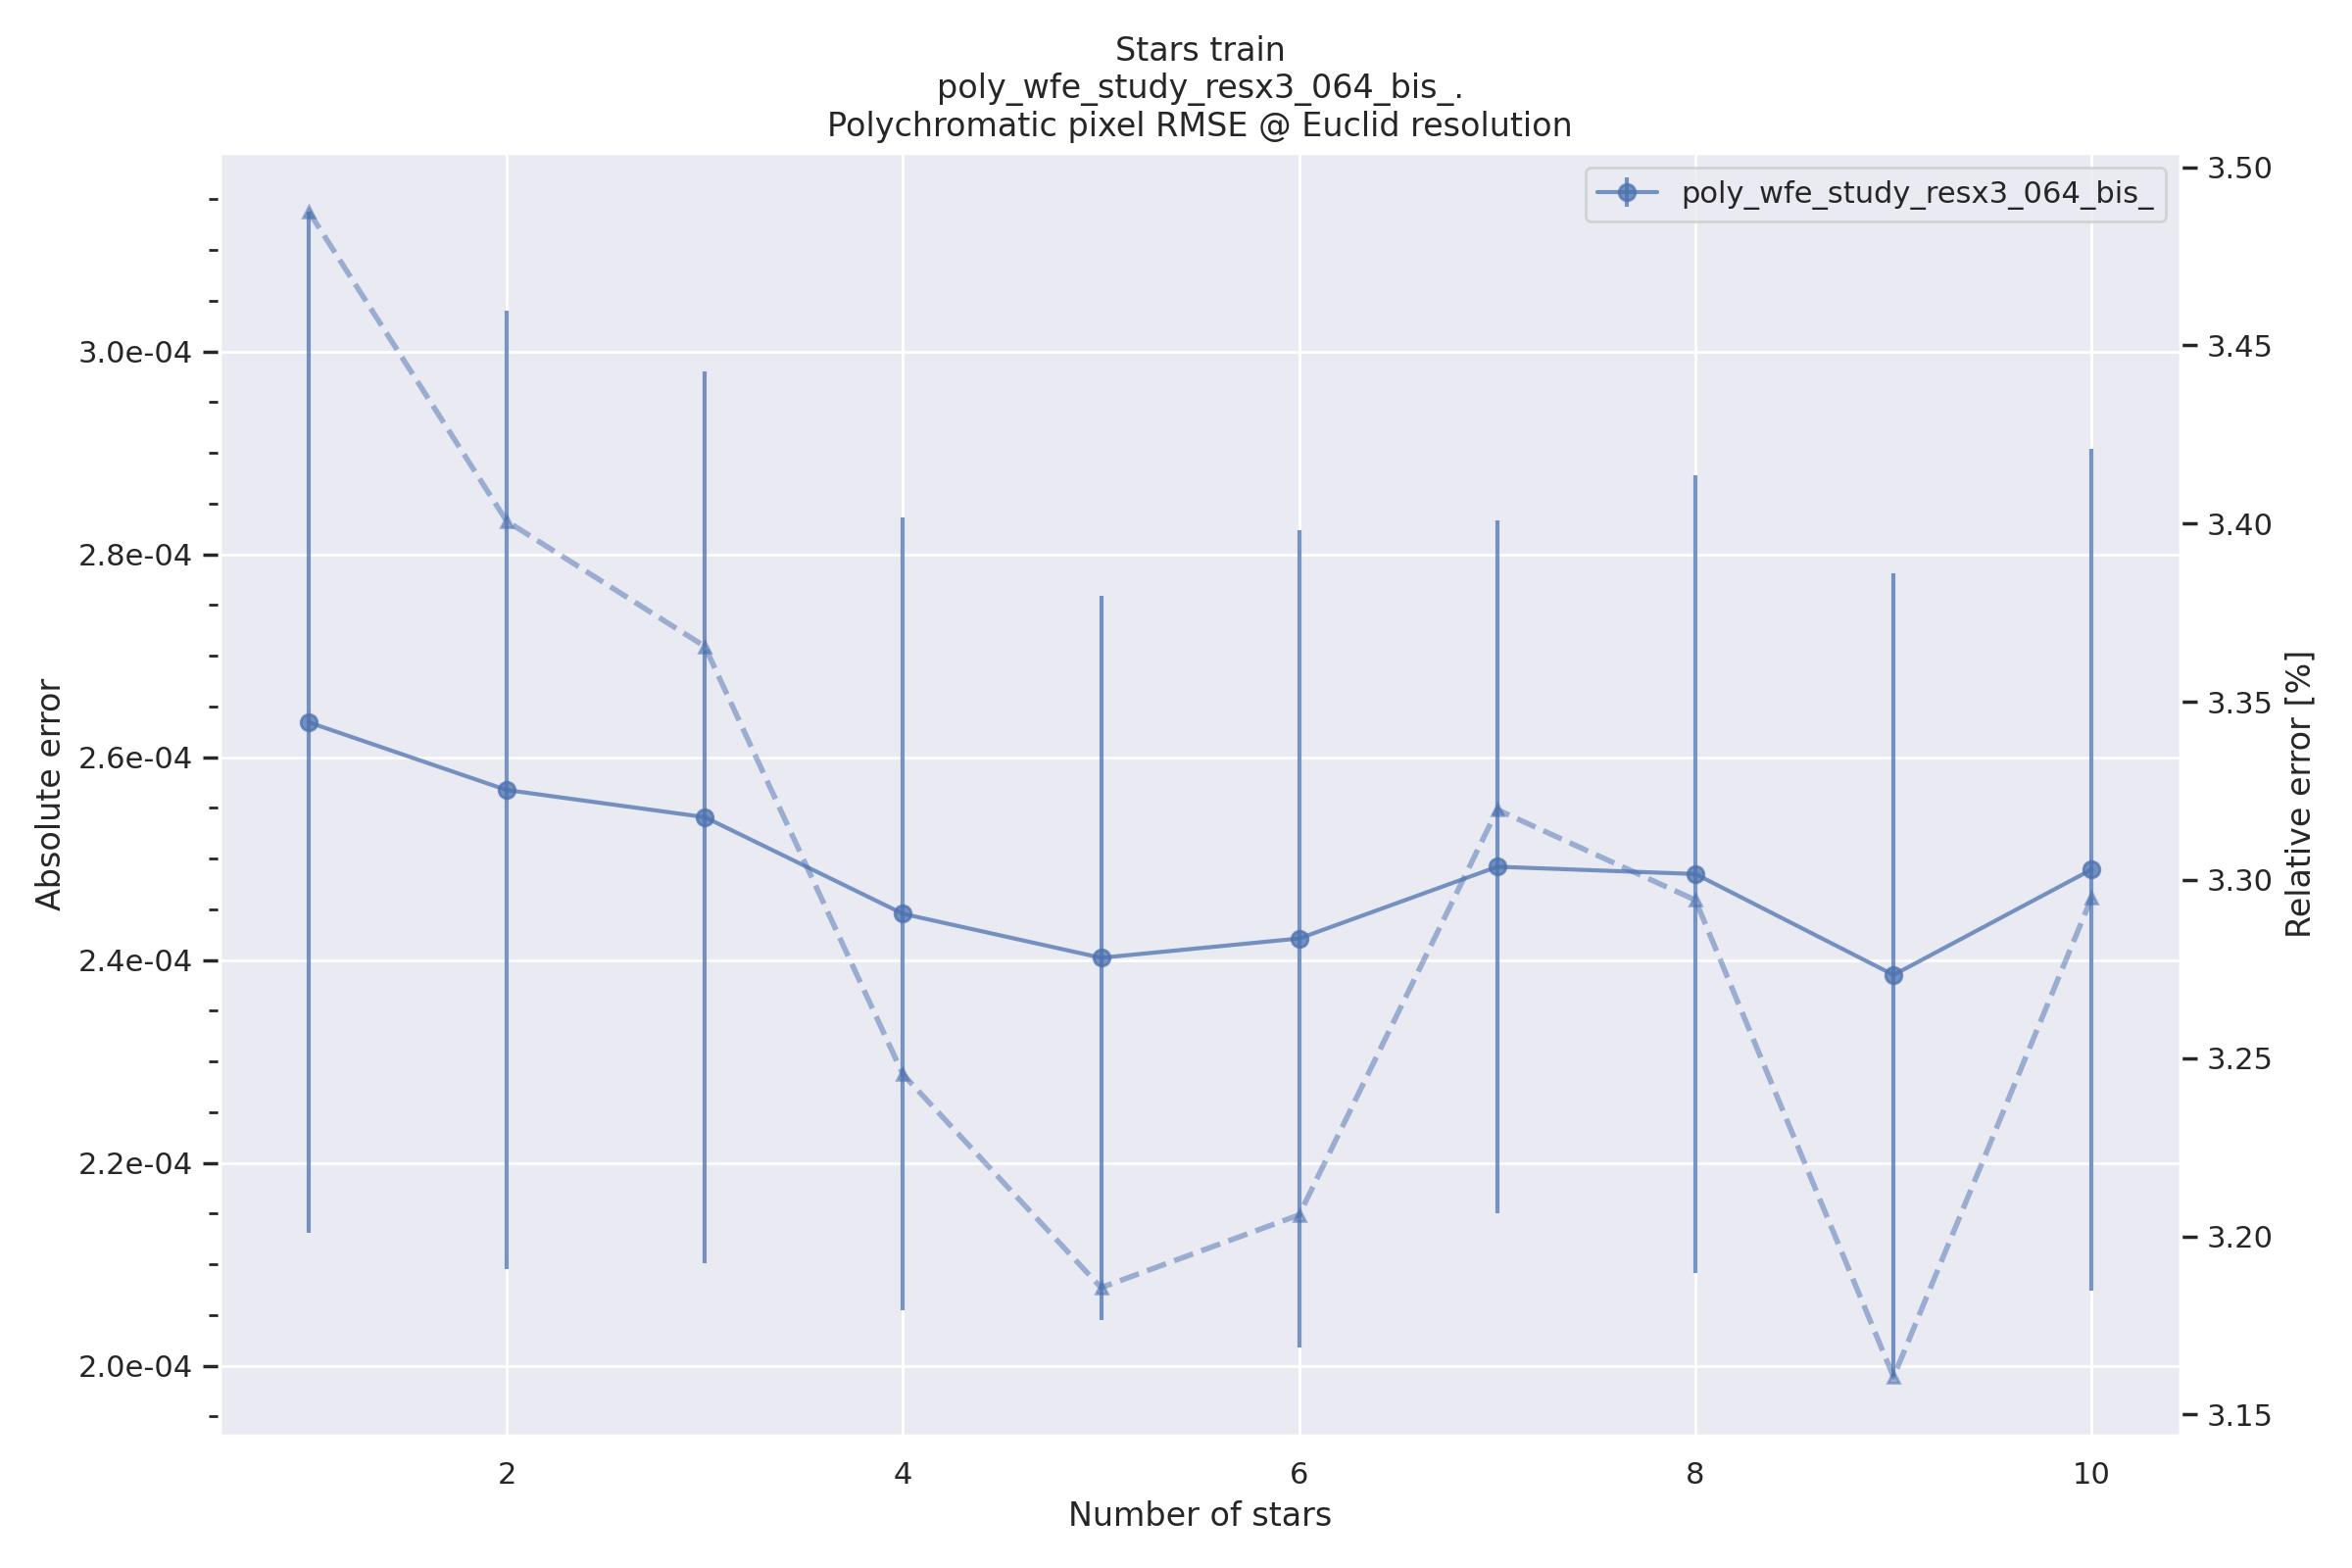 Stars train
poly_wfe_study_resx3_064_bis_.
Polychromatic pixel RMSE @ Euclid resolution
poly_wfe_study_resx3_064_bis_
Absolute error
3.0e-04
2.8e-04
2.6e-04
2.4e-04
2.2e-04
2.0e-04
3.50
3.45
3.40
3.35
3.30
3.25
3.20
3.15
Relative error [%]
2 4 6 8 10
Number of stars